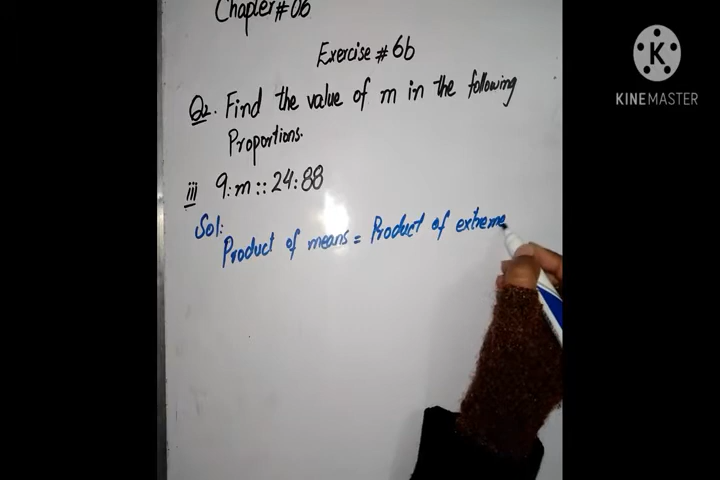 Chapter # 06
Exercise # 6b
Q2. Find the value of m in the following
Proportions.
iii 9:m :: 24:88
Sol:
Product of means = Product of extreme
KINEMASTER